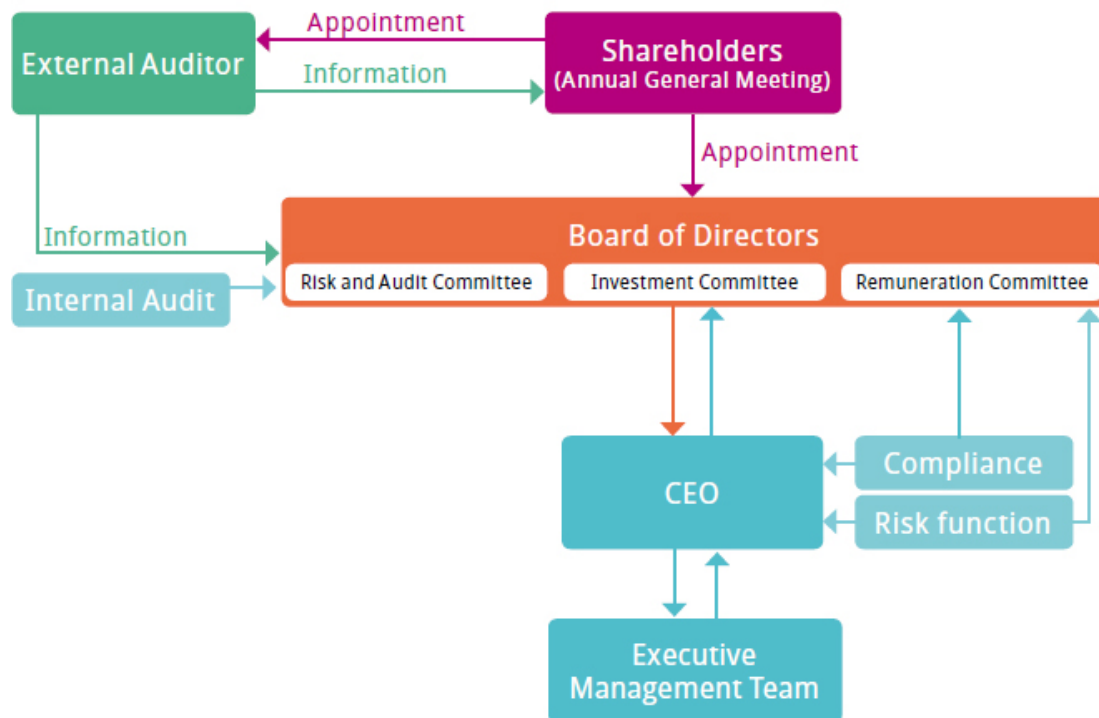 Appointment
External Auditor
Information
Shareholders
(Annual General Meeting)
Appointment
Information
Board of Directors
Risk and Audit Committee
Investment Committee
Remuneration Committee
Internal Audit
CEO
Compliance
Risk function
Executive
Management Team